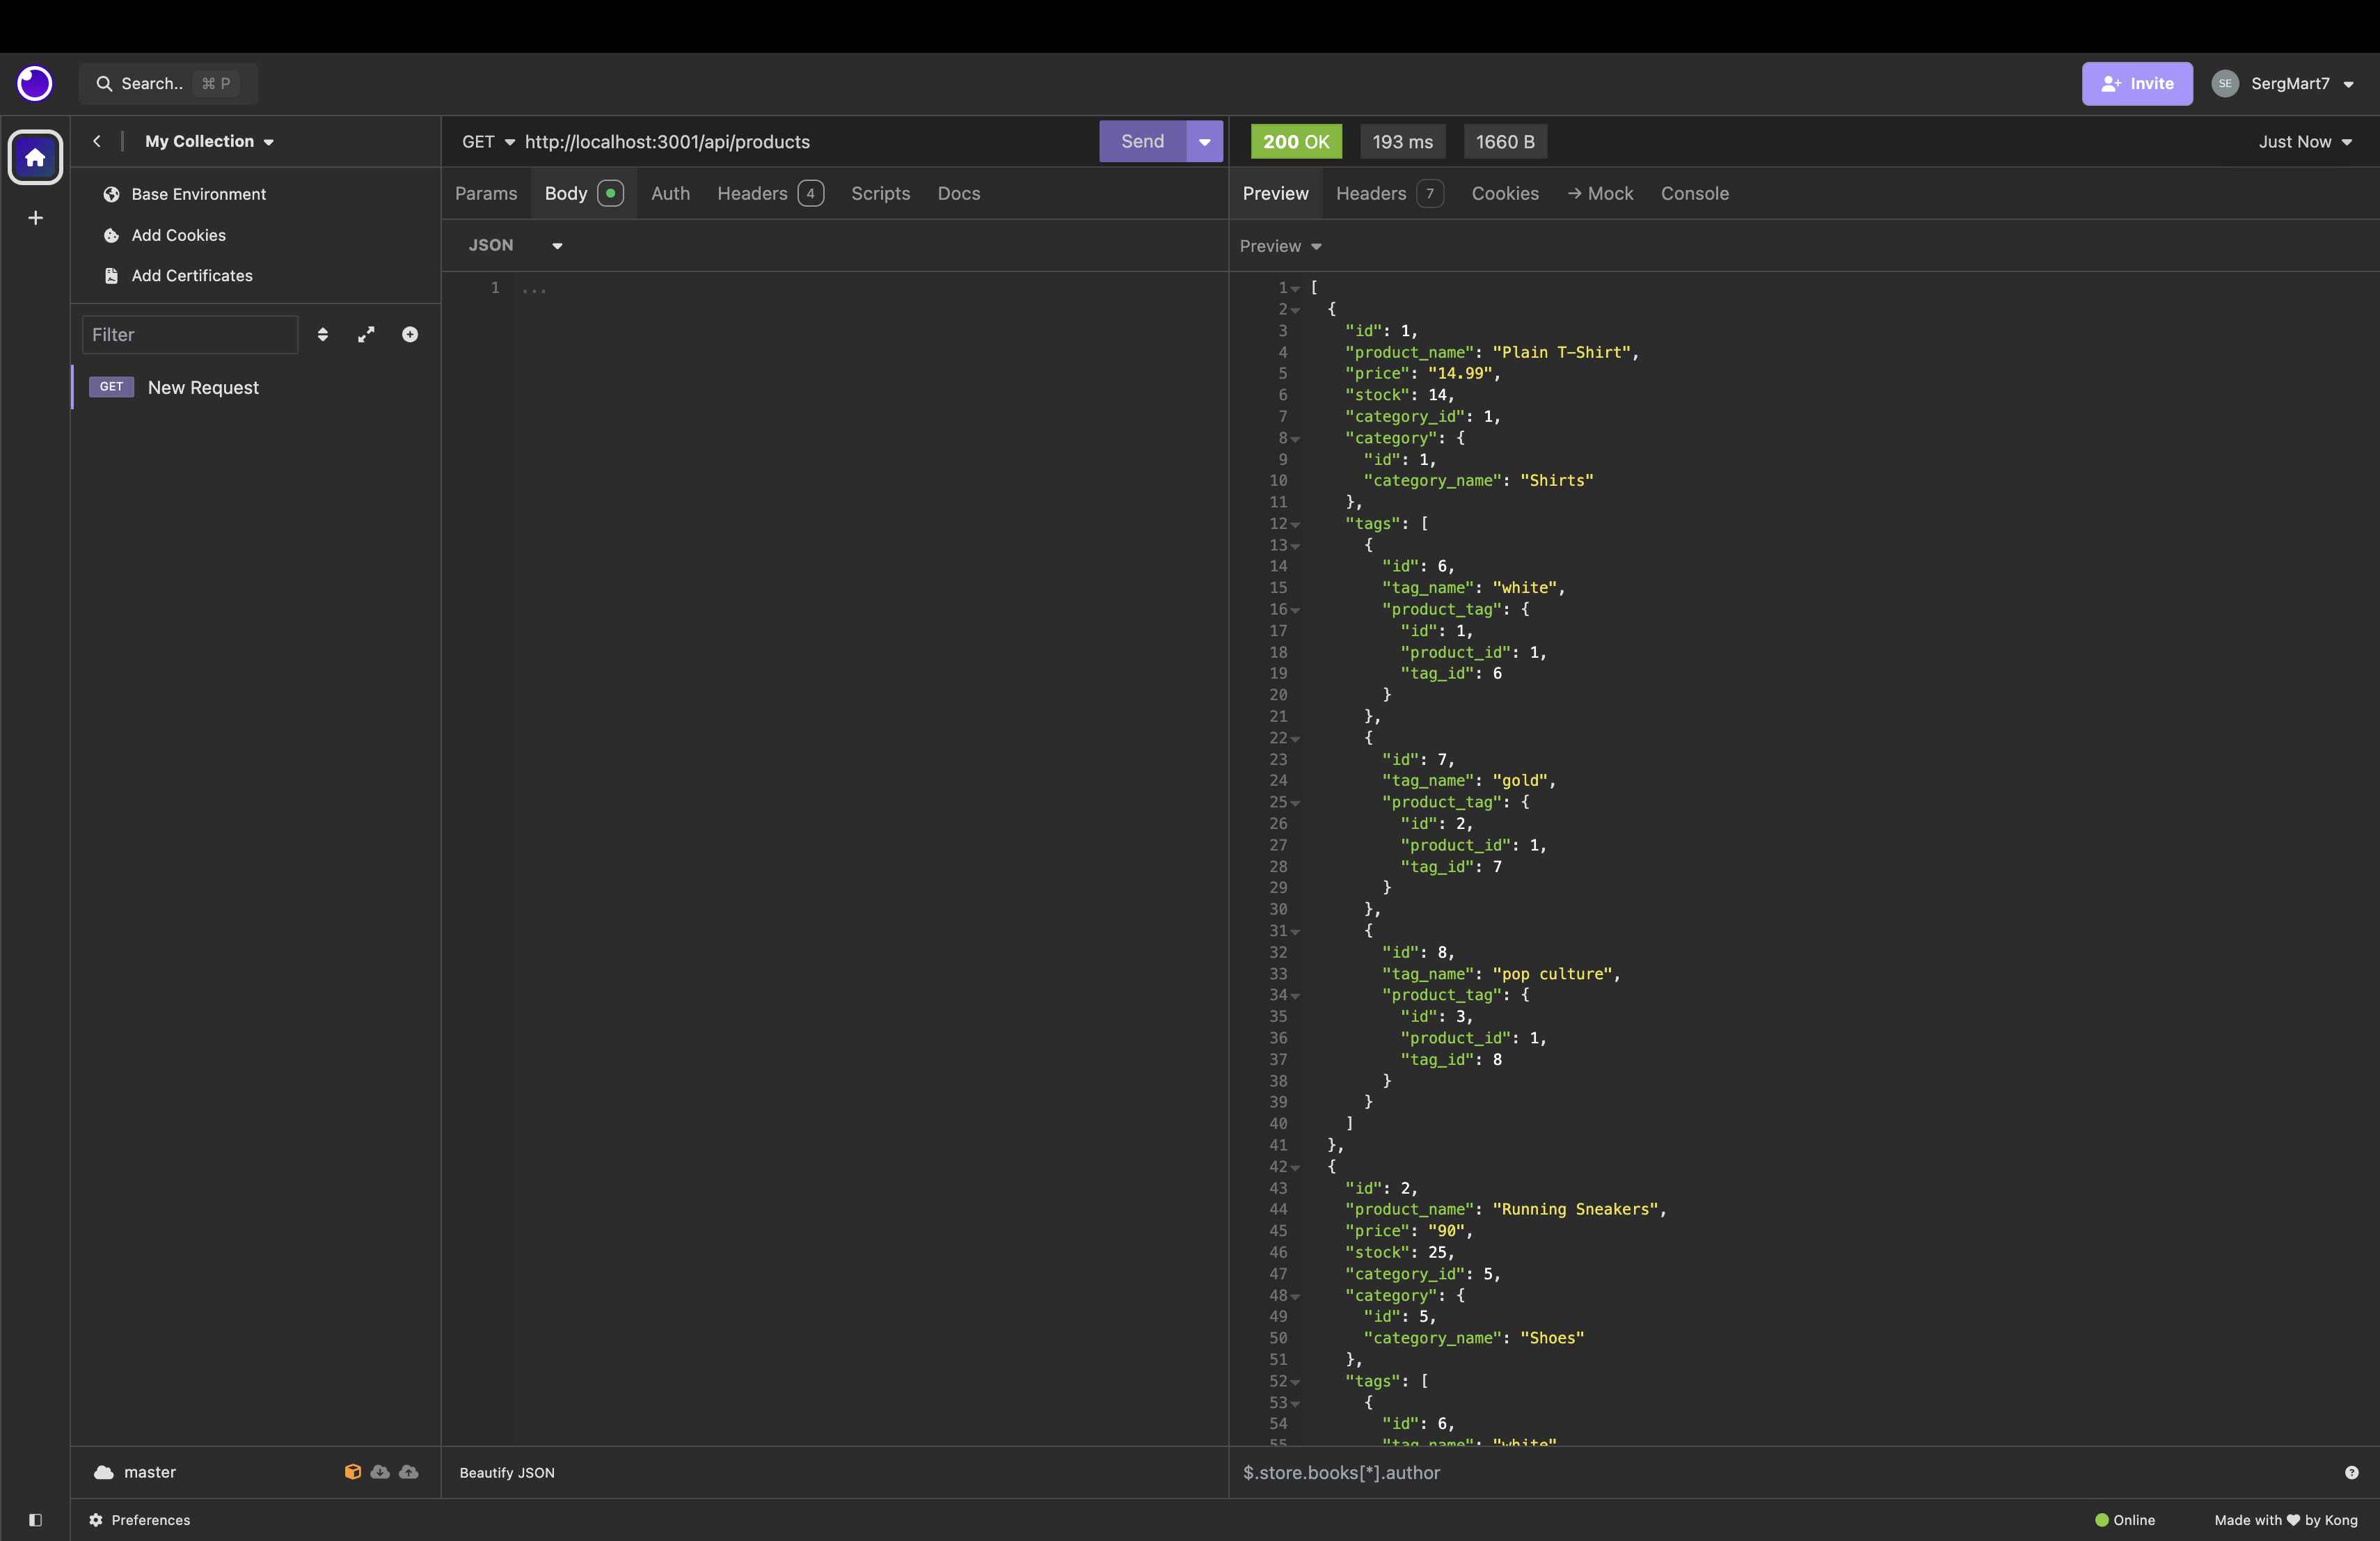 Search.. ⌘ P
Invite
SE
SergMart7
My Collection
Base Environment
Add Cookies
Add Certificates
Filter
GET New Request
master
Preferences
GET http://localhost:3001/api/products
Send
Params
Body
Auth
Headers 4
Scripts
Docs
JSON
1 ...
Beautify JSON
200 OK
193 ms
1660 B
Just Now
Preview
Headers 7
Cookies
→ Mock
Console
Preview
1 [
2 {
3 "id": 1,
4 "product_name": "Plain T-Shirt",
5 "price": "14.99",
6 "stock": 14,
7 "category_id": 1,
8 "category": {
9 "id": 1,
10 "category_name": "Shirts"
11 },
12 "tags": [
13 {
14 "id": 6,
15 "tag_name": "white",
16 "product_tag": {
17 "id": 1,
18 "product_id": 1,
19 "tag_id": 6
20 }
21 },
22 {
23 "id": 7,
24 "tag_name": "gold",
25 "product_tag": {
26 "id": 2,
27 "product_id": 1,
28 "tag_id": 7
29 }
30 },
31 {
32 "id": 8,
33 "tag_name": "pop culture",
34 "product_tag": {
35 "id": 3,
36 "product_id": 1,
37 "tag_id": 8
38 }
39 }
40 ]
41 },
42 {
43 "id": 2,
44 "product_name": "Running Sneakers",
45 "price": "90",
46 "stock": 25,
47 "category_id": 5,
48 "category": {
49 "id": 5,
50 "category_name": "Shoes"
51 },
52 "tags": [
53 {
54 "id": 6,
55 "tag_name": "white"
$.store.books[*].author
Online
Made with ♥ by Kong